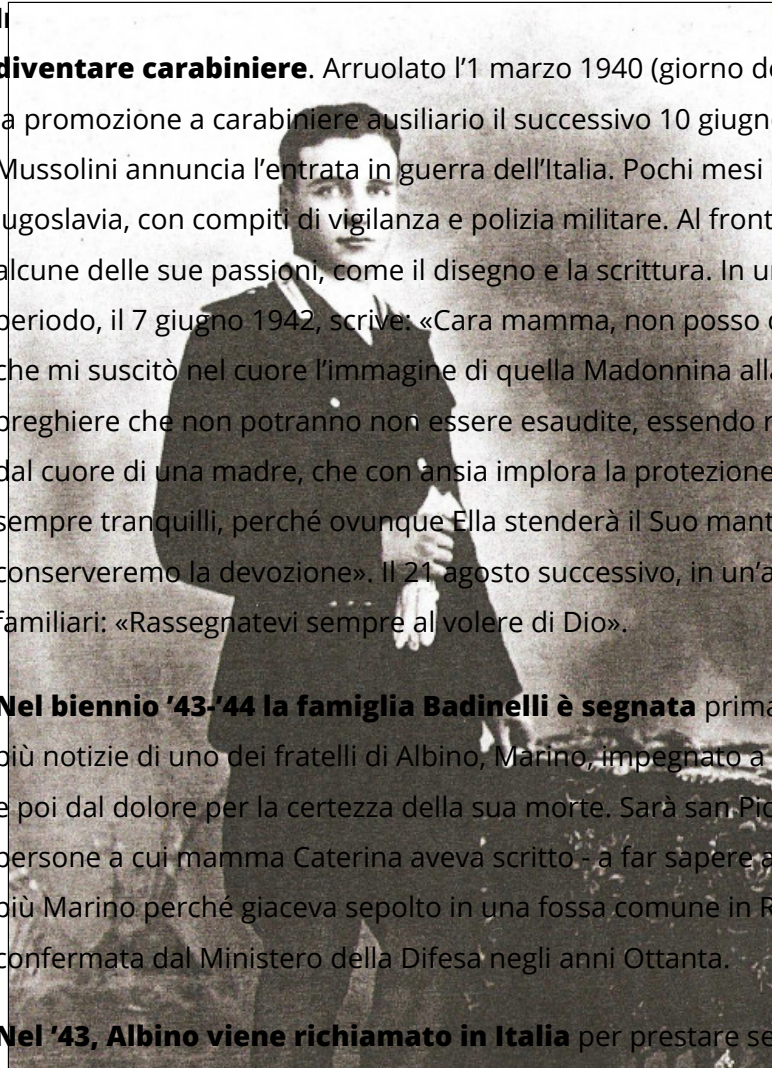 diventare carabiniere. Arruolato l’1 marzo 1940 (giorno de
la promozione a carabiniere ausiliario il successivo 10 giugno
Mussolini annuncia l’entrata in guerra dell’Italia. Pochi mesi
Jugoslavia, con compiti di vigilanza e polizia militare. Al front
alcune delle sue passioni, come il disegno e la scrittura. In un
periodo, il 7 giugno 1942, scrive: «Cara mamma, non posso
che mi suscitò nel cuore l’immagine di quella Madonnina alla
preghiere che non potranno non essere esaudite, essendo
dal cuore di una madre, che con ansia implora la protezione
sempre tranquilli, perché ovunque Ella stenderà il Suo mant
conserveremo la devozione». Il 21 agosto successivo, in un’a
familiari: «Rassegnatevi sempre al volere di Dio».
Nel biennio ’43-’44 la famiglia Badinelli è segnata prima
più notizie di uno dei fratelli di Albino, Marino, impegnato a
e poi dal dolore per la certezza della sua morte. Sarà san Pio
persone a cui mamma Caterina aveva scritto - a far sapere a
più Marino perché giaceva sepolto in una fossa comune in R
confermata dal Ministero della Difesa negli anni Ottanta.
Nel ’43, Albino viene richiamato in Italia per prestare se